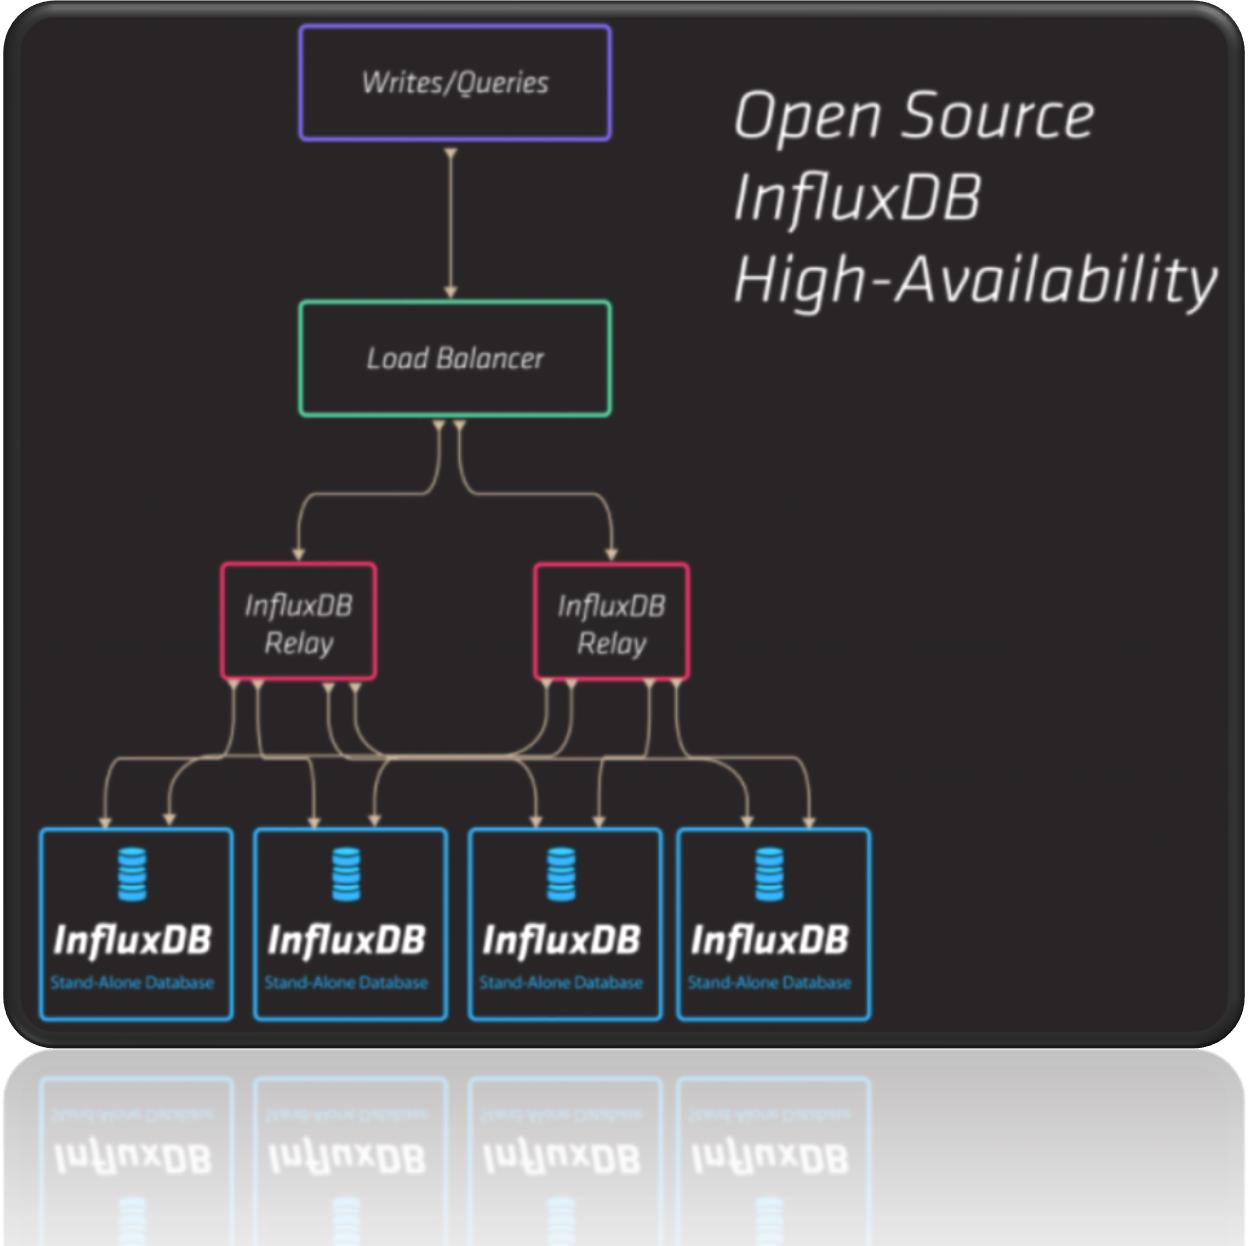 Writes/Queries
Open Source
InfluxDB
High-Availability
Load Balancer
InfluxDB
Relay
InfluxDB
Relay
InfluxDB
Stand-Alone Database
InfluxDB
Stand-Alone Database
InfluxDB
Stand-Alone Database
InfluxDB
Stand-Alone Database